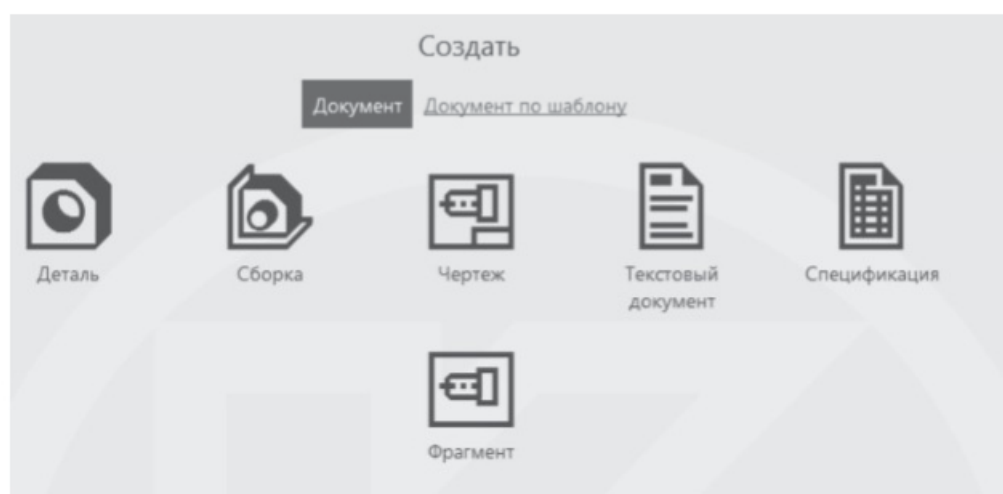 Создать
Документ Документ по шаблону
Деталь Сборка Чертеж Текстовый документ Спецификация
Фрагмент